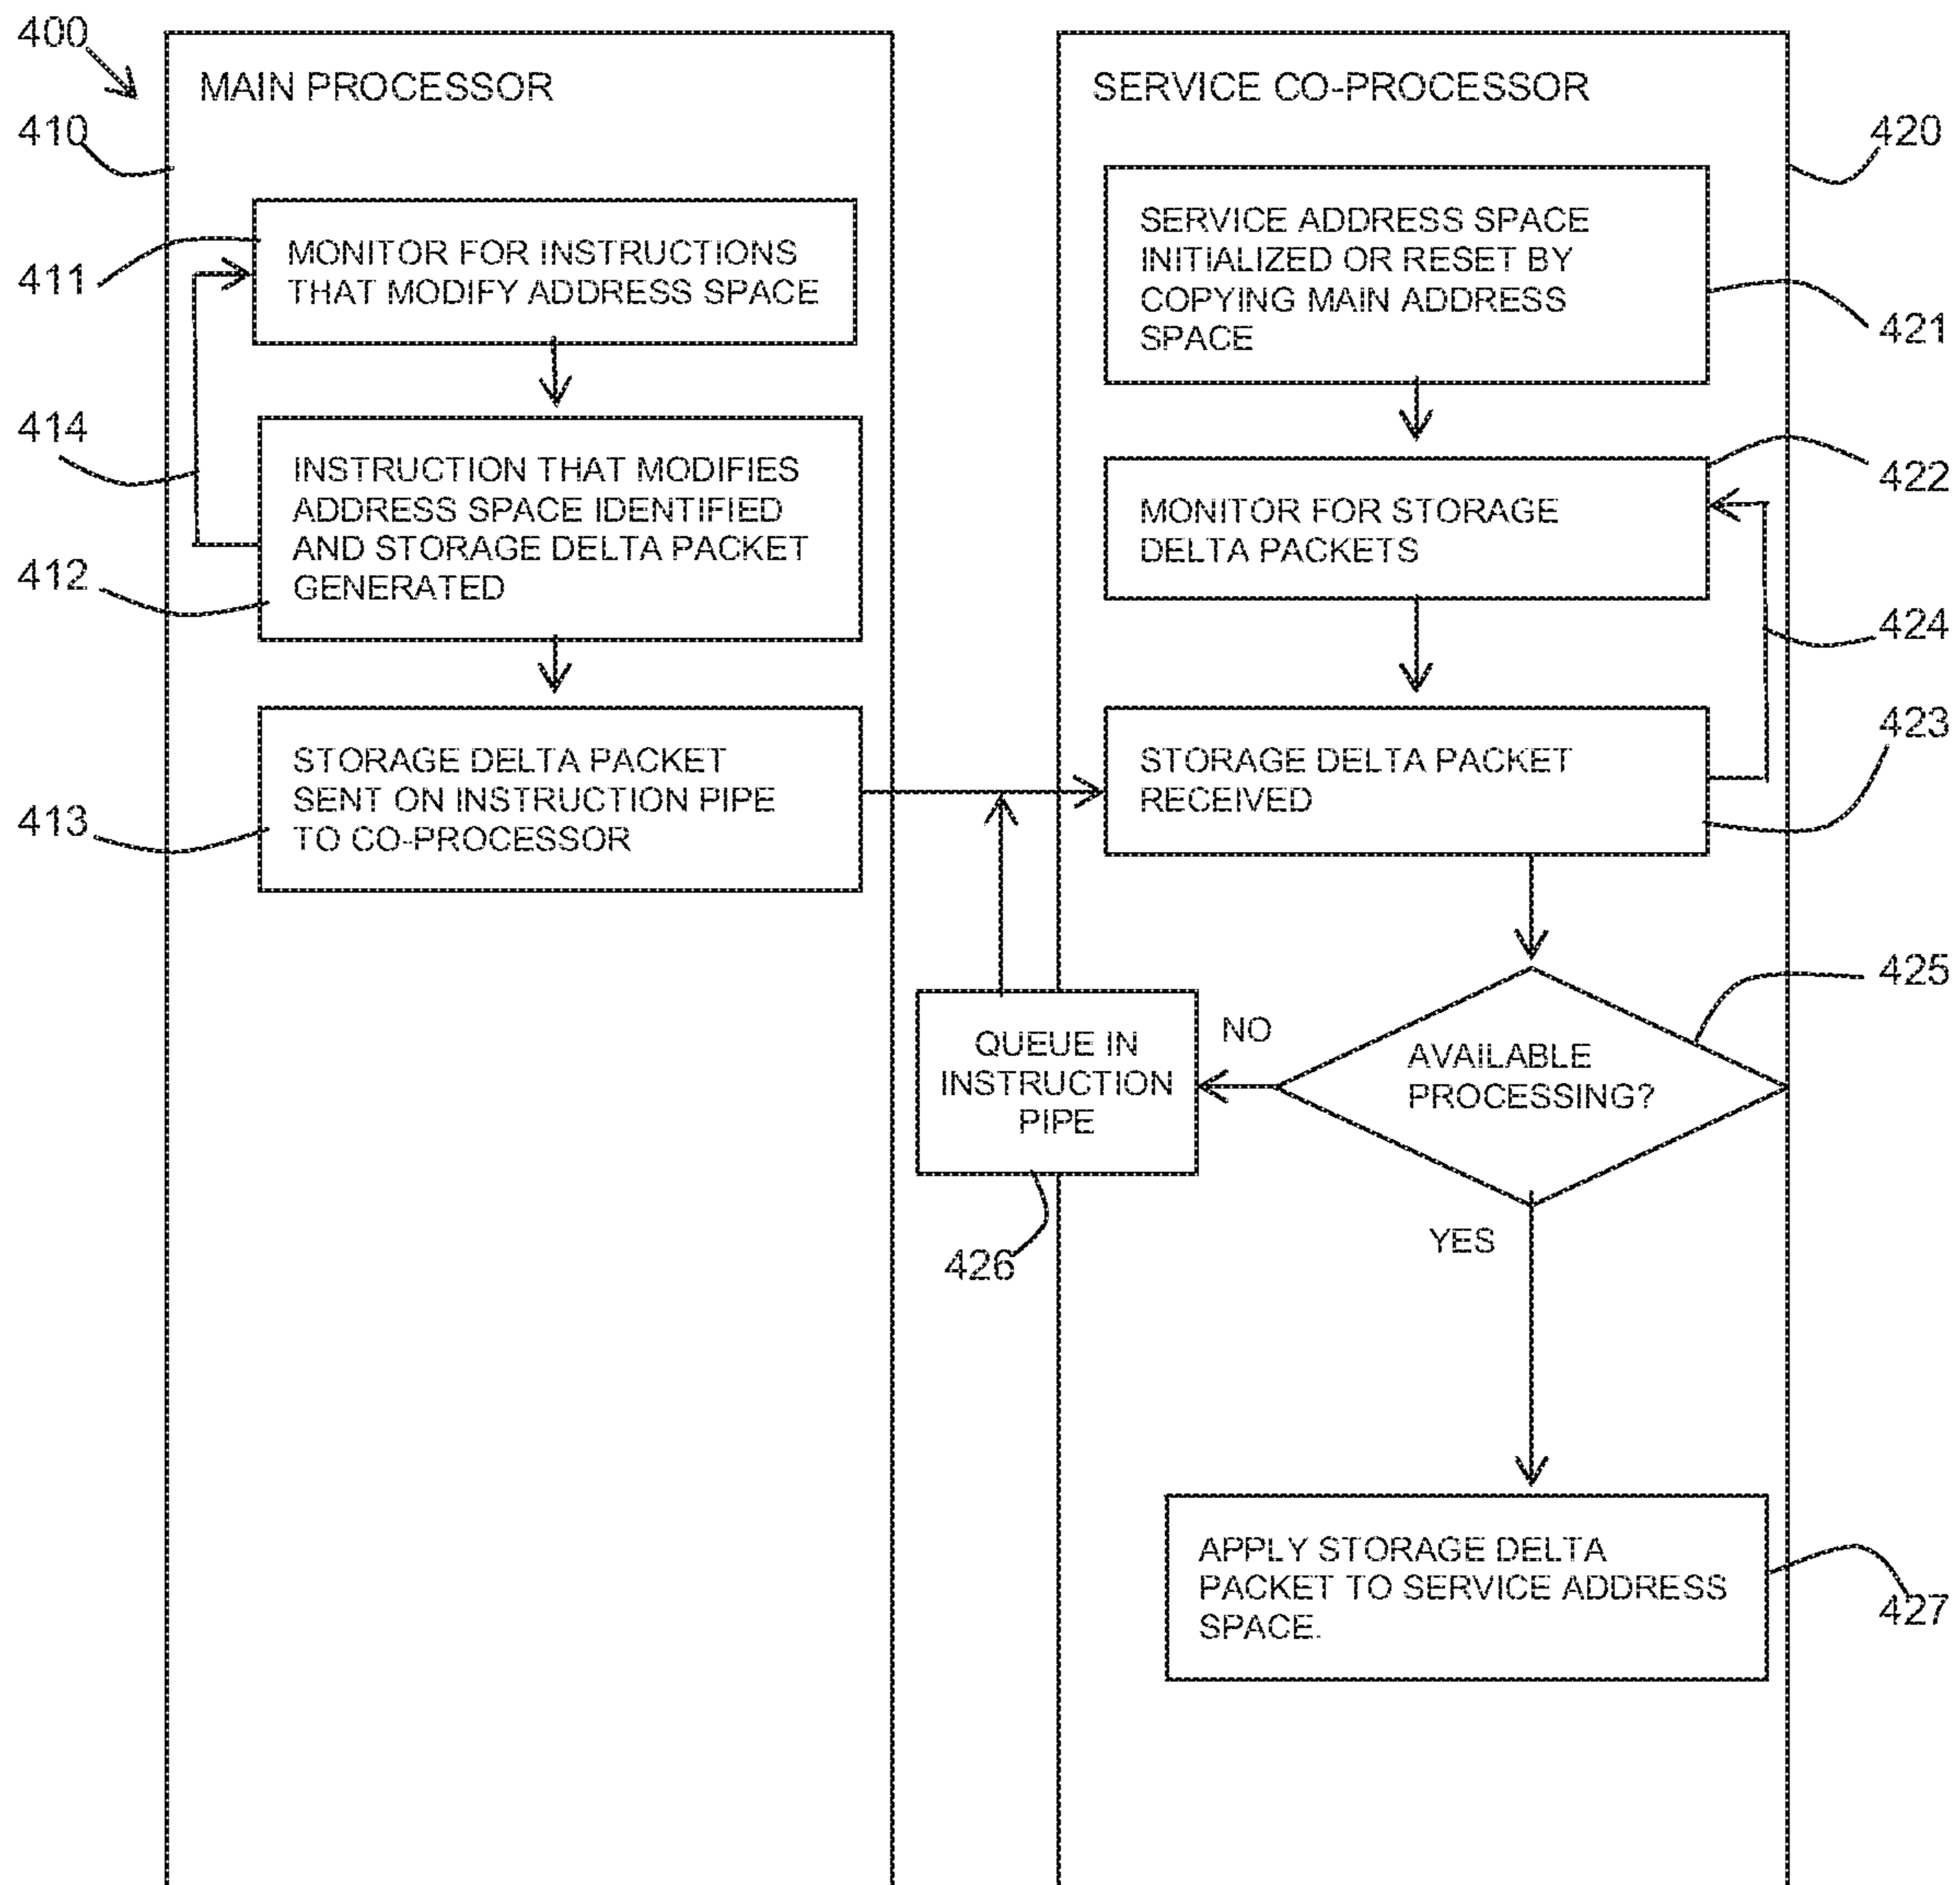 400
MAIN PROCESSOR
410
411
MONITOR FOR INSTRUCTIONS
THAT MODIFY ADDRESS SPACE
414
INSTRUCTION THAT MODIFIES
ADDRESS SPACE IDENTIFIED
AND STORAGE DELTA PACKET
GENERATED
412
STORAGE DELTA PACKET
SENT ON INSTRUCTION PIPE
TO CO-PROCESSOR
413
SERVICE CO-PROCESSOR
420
SERVICE ADDRESS SPACE
INITIALIZED OR RESET BY
COPYING MAIN ADDRESS
SPACE
421
MONITOR FOR STORAGE
DELTA PACKETS
422
424
STORAGE DELTA PACKET
RECEIVED
423
AVAILABLE
PROCESSING?
425
NO
QUEUE IN
INSTRUCTION
PIPE
426
YES
APPLY STORAGE DELTA
PACKET TO SERVICE ADDRESS
SPACE.
427